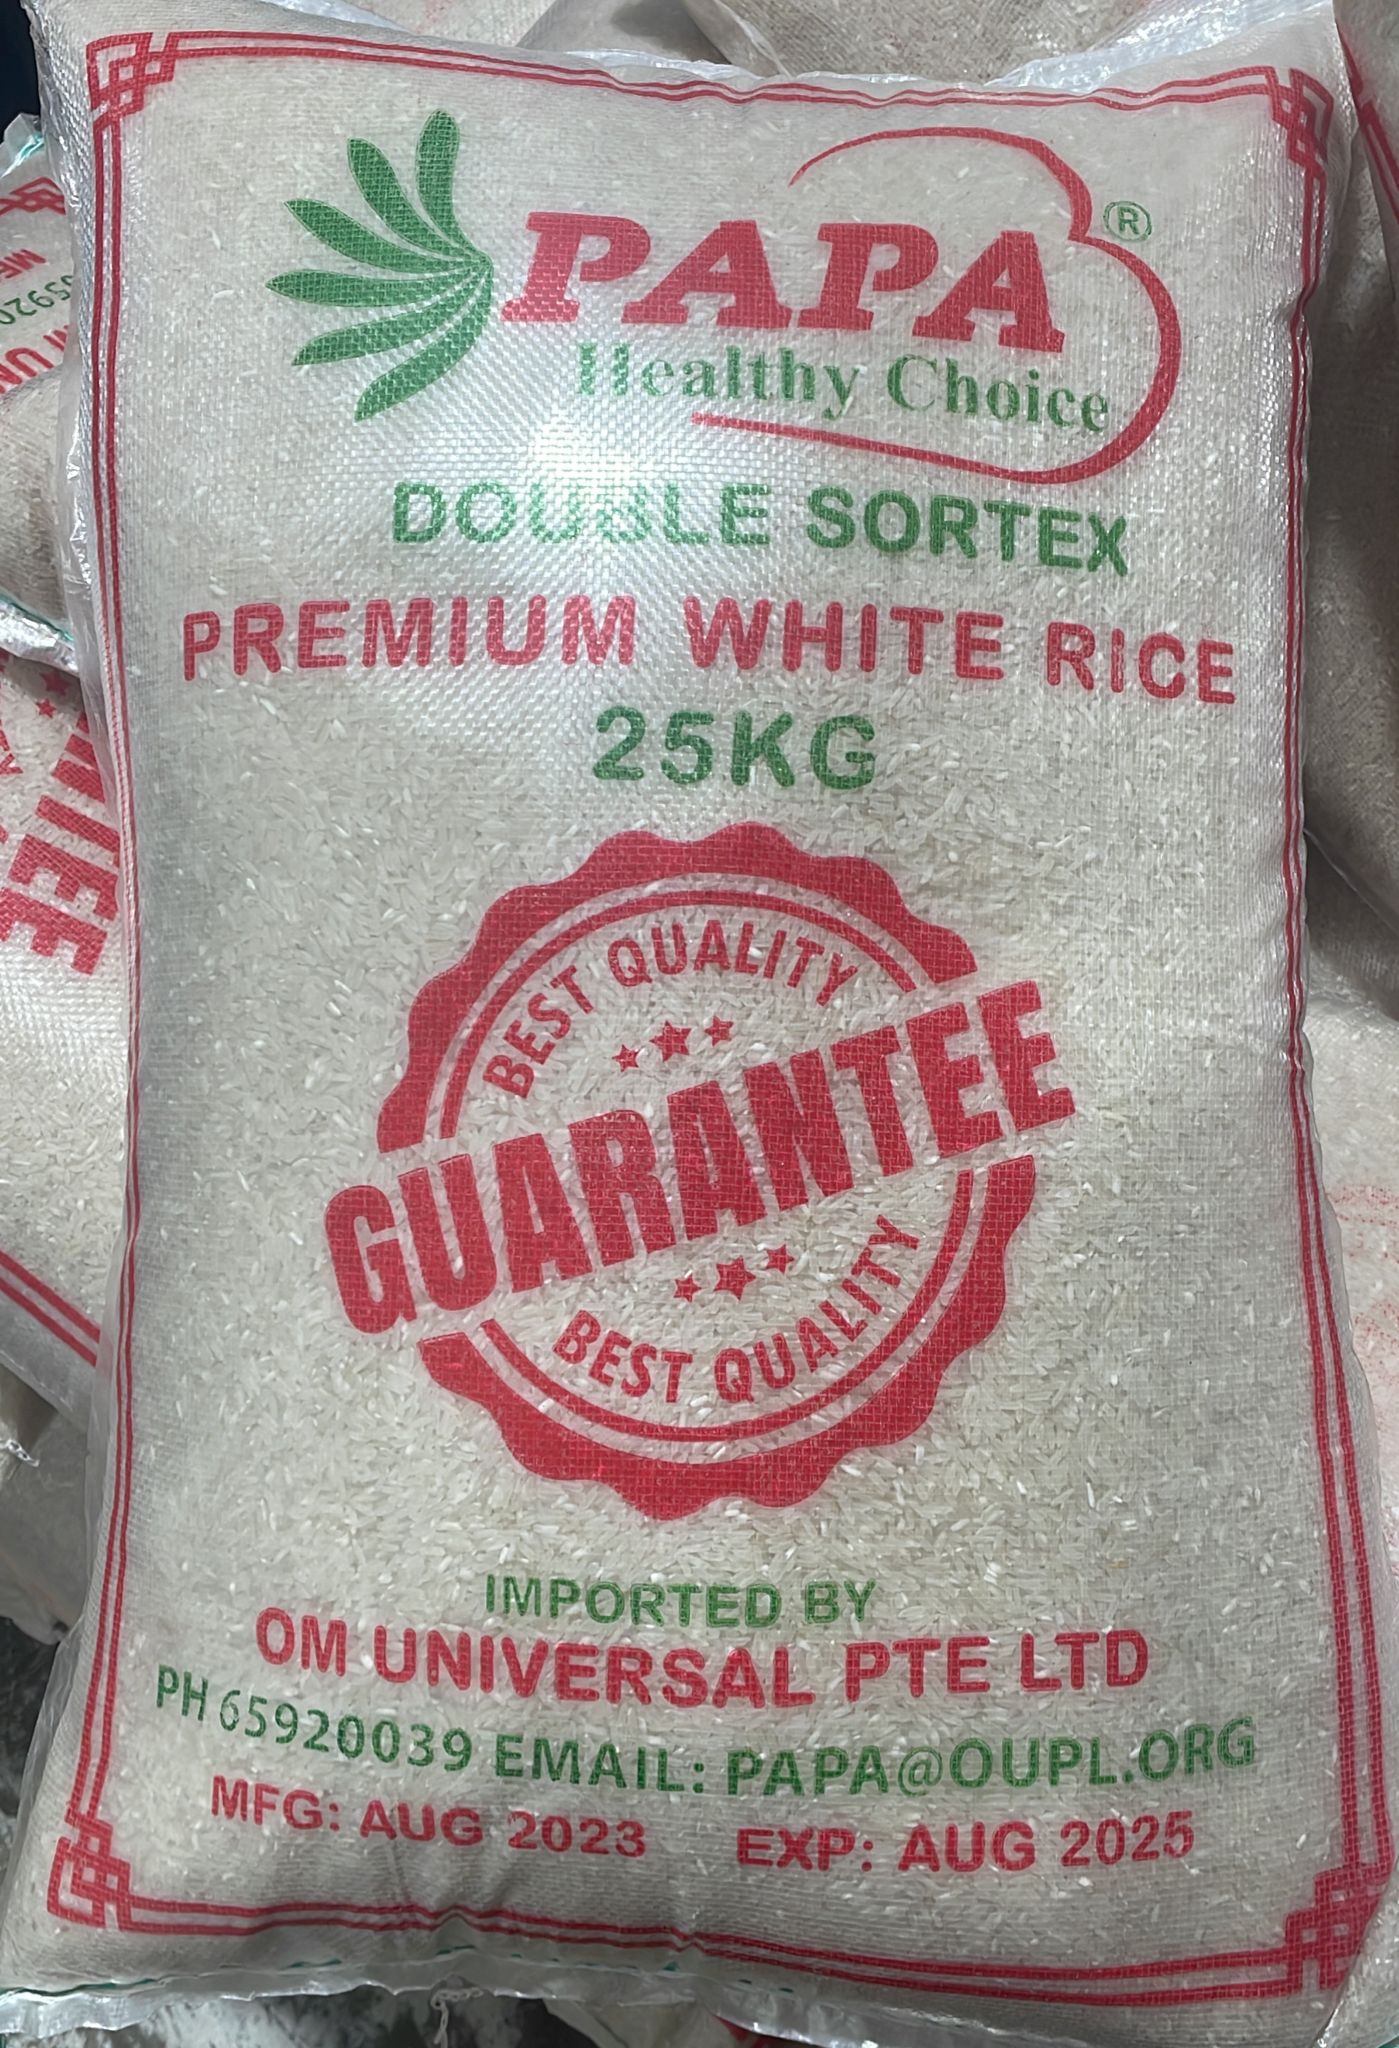 PAPA
®
Healthy Choice
DOUBLE SORTEX
PREMIUM WHITE RICE
25KG
BEST QUALITY
GUARANTEE
BEST QUALITY
IMPORTED BY
OM UNIVERSAL PTE LTD
PH 65920039 EMAIL: PAPA@OUPL.ORG
MFG: AUG 2023 EXP: AUG 2025